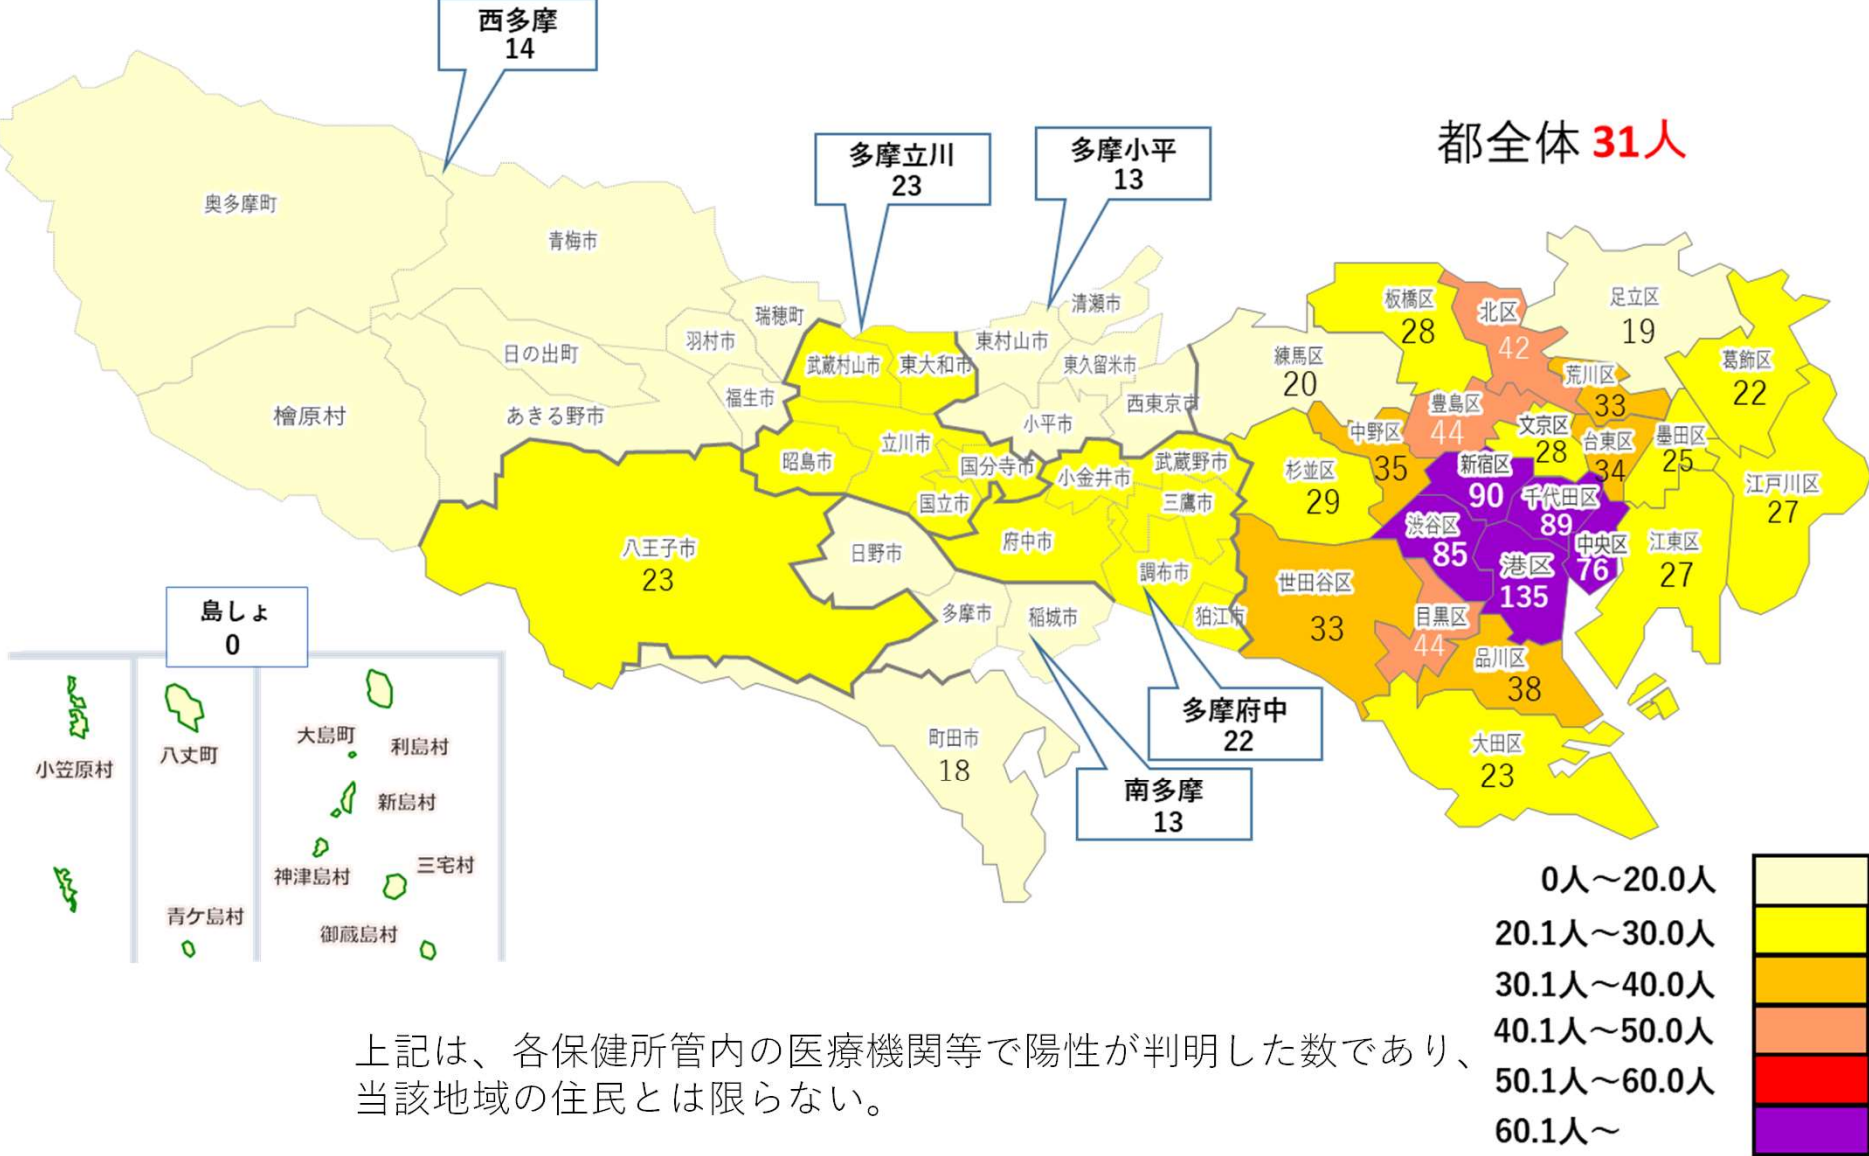 西多摩
14
多摩立川
23
多摩小平
13
都全体 31人
奥多摩町
青梅市
瑞穂町
羽村市
日の出町
福生市
あきる野市
檜原村
武蔵村山市
東大和市
東村山市
清瀬市
東久留米市
西東京市
小平市
昭島市
立川市
国分寺市
国立市
小金井市
武蔵野市
三鷹市
府中市
調布市
狛江市
八王子市
23
日野市
多摩市
稲城市
町田市
18
多摩府中
22
南多摩
13
板橋区
28
北区
42
足立区
19
練馬区
20
葛飾区
22
荒川区
33
豊島区
44
文京区
28
台東区
34
墨田区
25
中野区
35
杉並区
29
新宿区
90
千代田区
89
江戸川区
27
渋谷区
85
中央区
76
江東区
27
港区
135
世田谷区
33
目黒区
44
品川区
38
大田区
23
島しょ
0
小笠原村
八丈町
青ケ島村
大島町
利島村
新島村
神津島村
三宅村
御蔵島村
0人～20.0人
20.1人～30.0人
30.1人～40.0人
40.1人～50.0人
50.1人～60.0人
60.1人～
上記は、各保健所管内の医療機関等で陽性が判明した数であり、
当該地域の住民とは限らない。